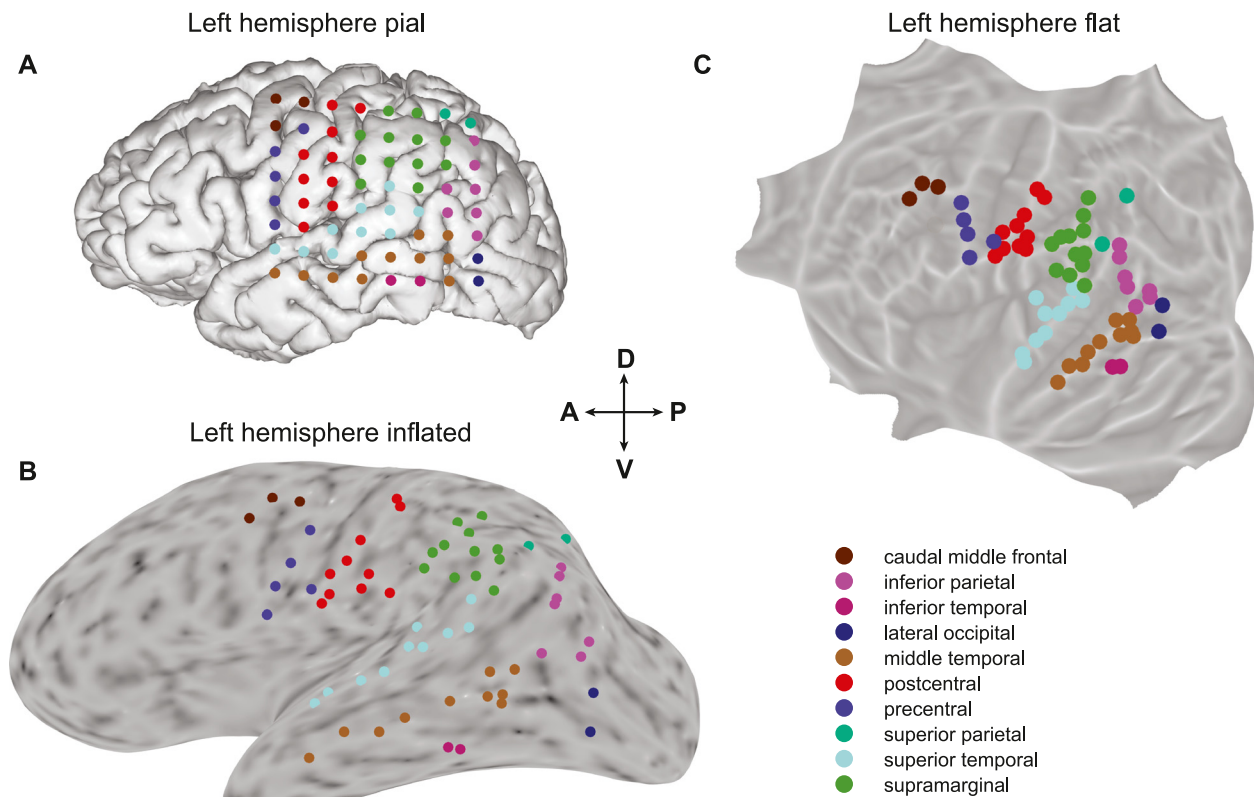 Left hemisphere pial
Left hemisphere flat
A
C
D
A P
V
Left hemisphere inflated
B
caudal middle frontal
inferior parietal
inferior temporal
lateral occipital
middle temporal
postcentral
precentral
superior parietal
superior temporal
supramarginal